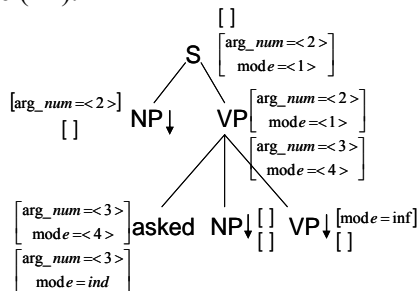 [ ]
S [arg_num=<2> mode=<1>]
[arg_num=<2>] [ ] NP↓ VP [arg_num=<2> mode=<1>] [arg_num=<3> mode=<4>]
[arg_num=<3> mode=<4>] asked NP↓ [ ] [ ] VP↓ [mode=inf] [ ]
[arg_num=<3> mode=ind]